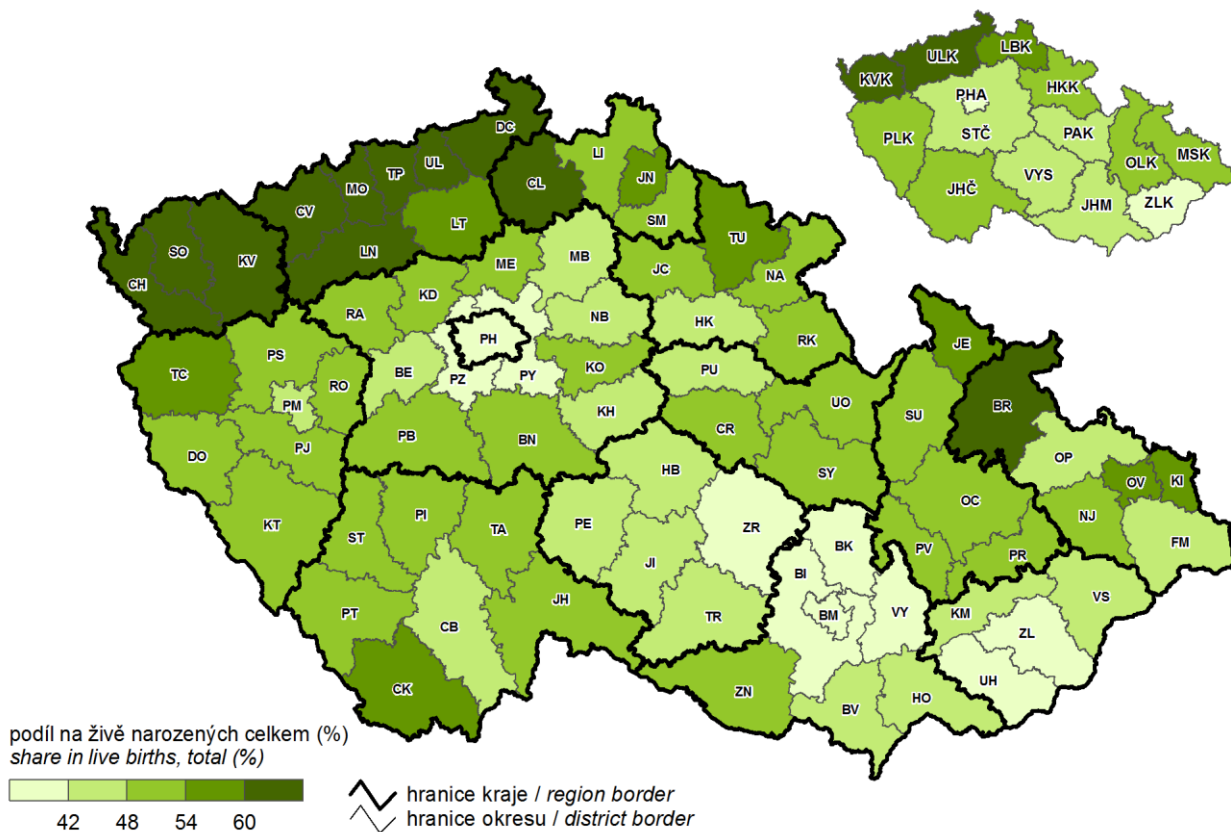 KVK
ULK
LBK
HKK
PHA
STČ
PLK
PAK
JHČ
VYS
OLK
MSK
JHM
ZLK
DC
UL
TP
MO
CV
CL
LI
JN
SM
LT
LN
SO
KV
CH
TU
ME
MB
JC
NA
KD
RA
NB
HK
RK
PH
TC
PS
RO
PM
BE
PZ
PY
KO
PU
JE
UO
SU
BR
KH
PB
BN
CR
DO
PJ
SY
OP
OV
KI
KT
HB
OC
NJ
FM
ST
PI
TA
PE
ZR
BK
PV
PR
JI
BI
PT
CB
JH
TR
BM
VY
KM
VS
ZL
CK
ZN
UH
BV
HO
podíl na živě narozených celkem (%)
share in live births, total (%)
42 48 54 60
hranice kraje / region border
hranice okresu / district border